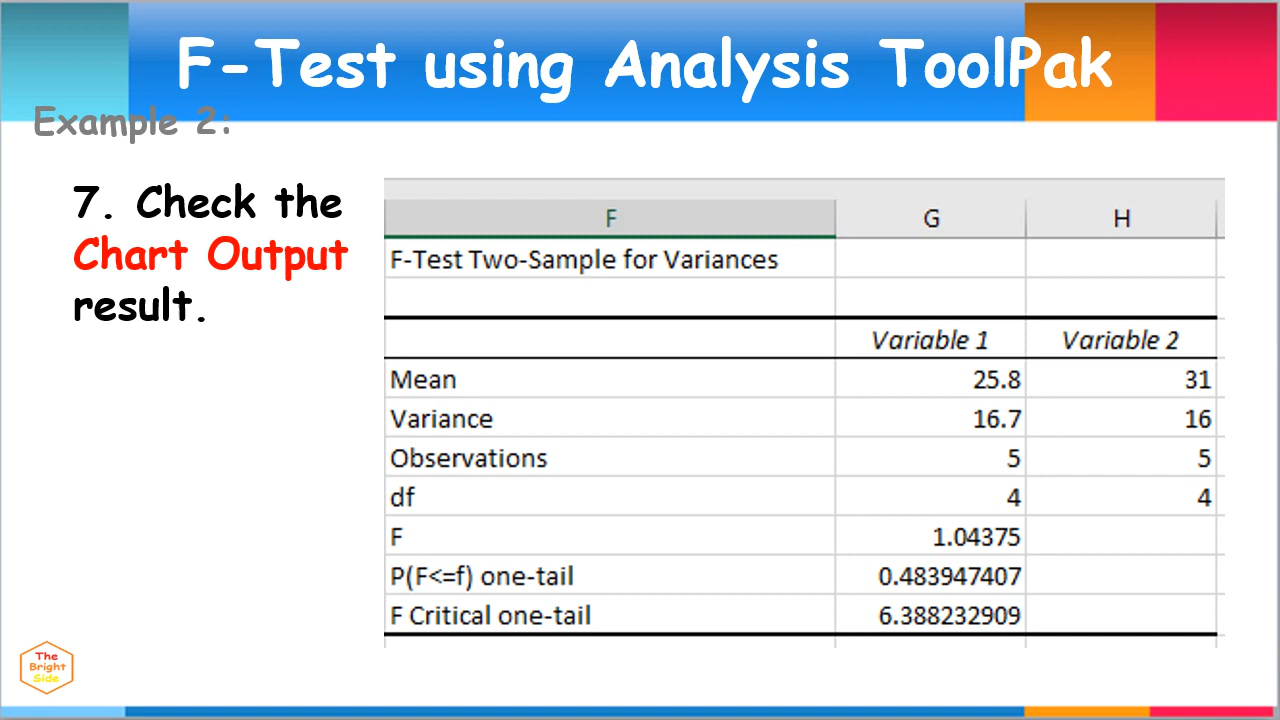 F-Test using Analysis ToolPak
Example 2:
7. Check the
Chart Output
result.
F G H
F-Test Two-Sample for Variances
Variable 1 Variable 2
Mean 25.8 31
Variance 16.7 16
Observations 5 5
df 4 4
F 1.04375
P(F<=f) one-tail 0.483947407
F Critical one-tail 6.388232909
The
Bright
Side